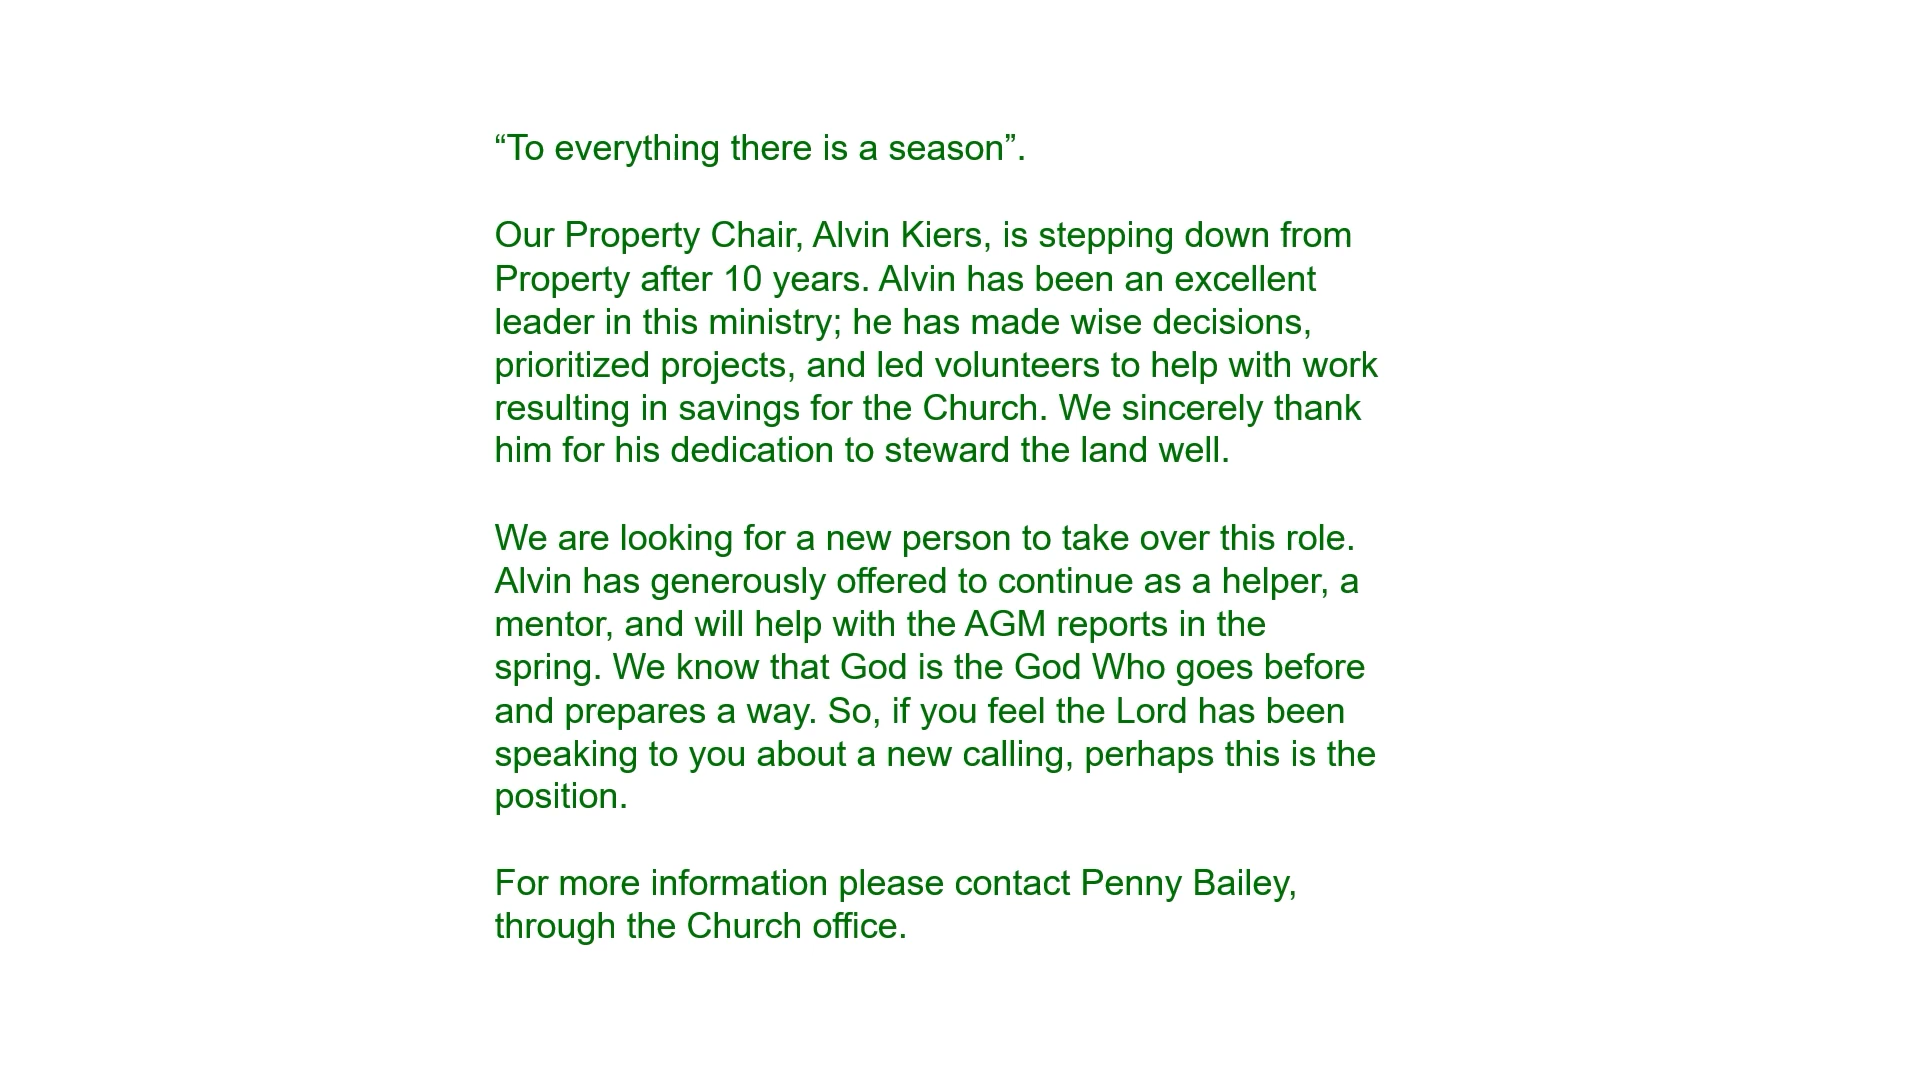 “To everything there is a season”.
Our Property Chair, Alvin Kiers, is stepping down from
Property after 10 years. Alvin has been an excellent
leader in this ministry; he has made wise decisions,
prioritized projects, and led volunteers to help with work
resulting in savings for the Church. We sincerely thank
him for his dedication to steward the land well.
We are looking for a new person to take over this role.
Alvin has generously offered to continue as a helper, a
mentor, and will help with the AGM reports in the
spring. We know that God is the God Who goes before
and prepares a way. So, if you feel the Lord has been
speaking to you about a new calling, perhaps this is the
position.
For more information please contact Penny Bailey,
through the Church office.